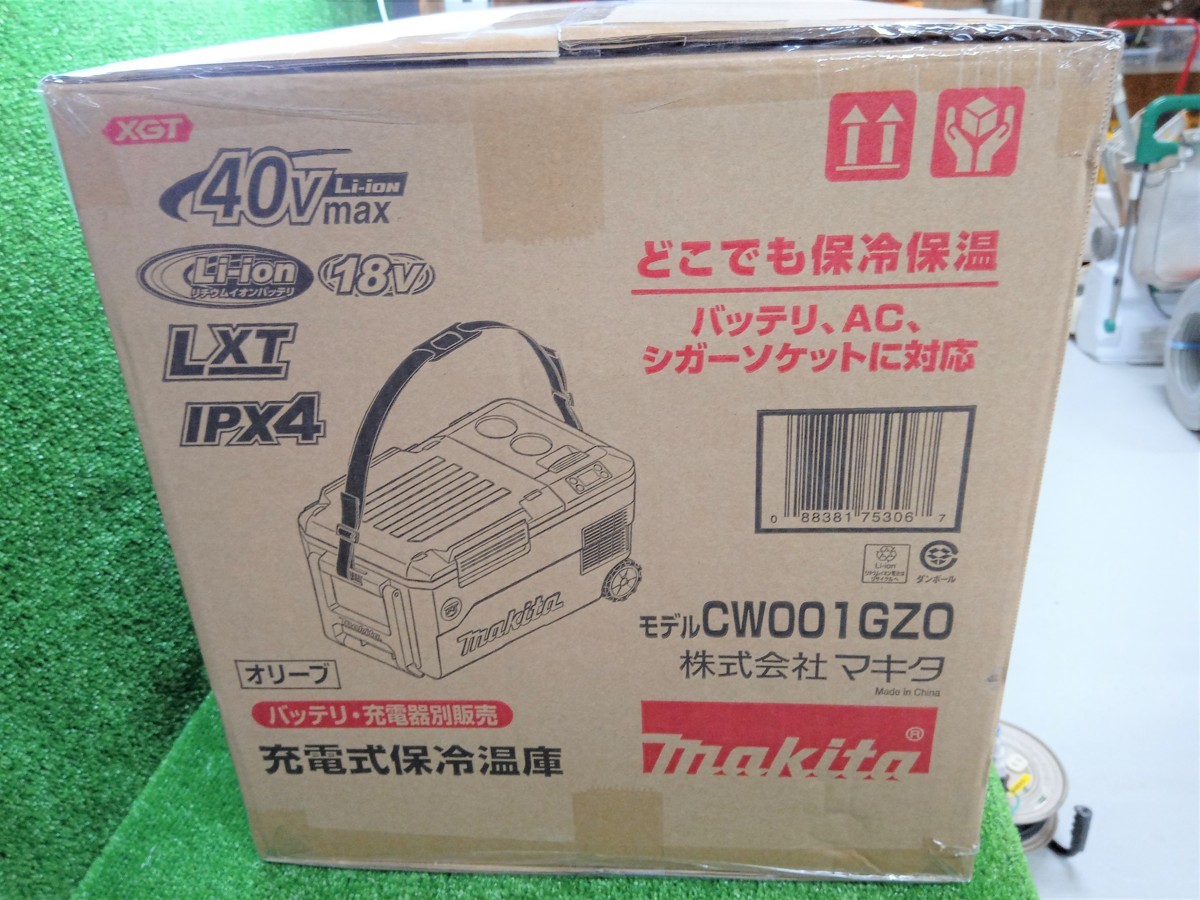 XGT
40Vmax Li-ion
Li-ion
リチウムイオンバッテリ
18V
LXT
IPX4
どこでも保冷保温
バッテリ、AC、
シガーソケットに対応
0 88381 75306 7
Li-ion
ダンボール
makita
モデルCW001GZO
株式会社 マキタ
Made in China
オリーブ
バッテリ・充電器別販売
充電式保冷温庫
makita®